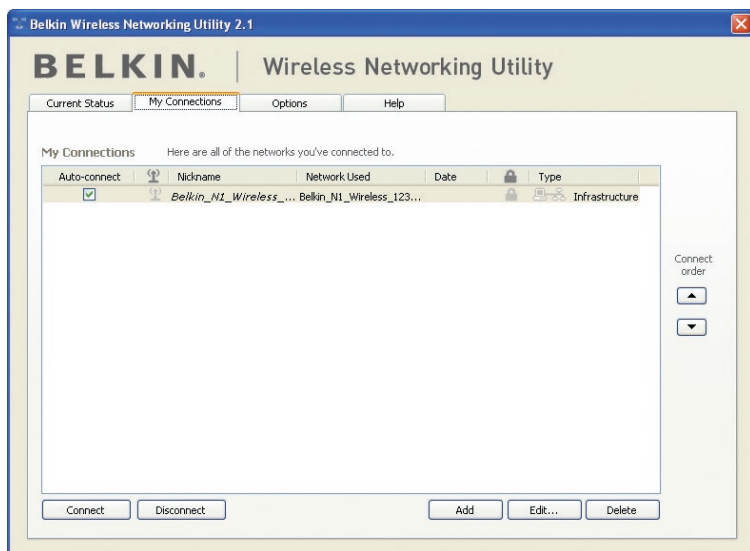 Belkin Wireless Networking Utility 2.1
BELKIN. | Wireless Networking Utility
Current Status My Connections Options Help
My Connections Here are all of the networks you've connected to.
Auto-connect Nickname Network Used Date Type
Belkin_N1_Wireless_... Belkin_N1_Wireless_123... Infrastructure
Connect
order
Connect Disconnect Add Edit... Delete